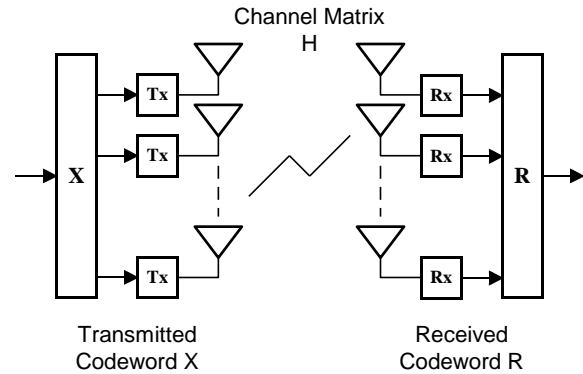 Channel Matrix
H
Tx
Rx
Tx
Rx
X
R
Tx
Rx
Transmitted
Codeword X
Received
Codeword R